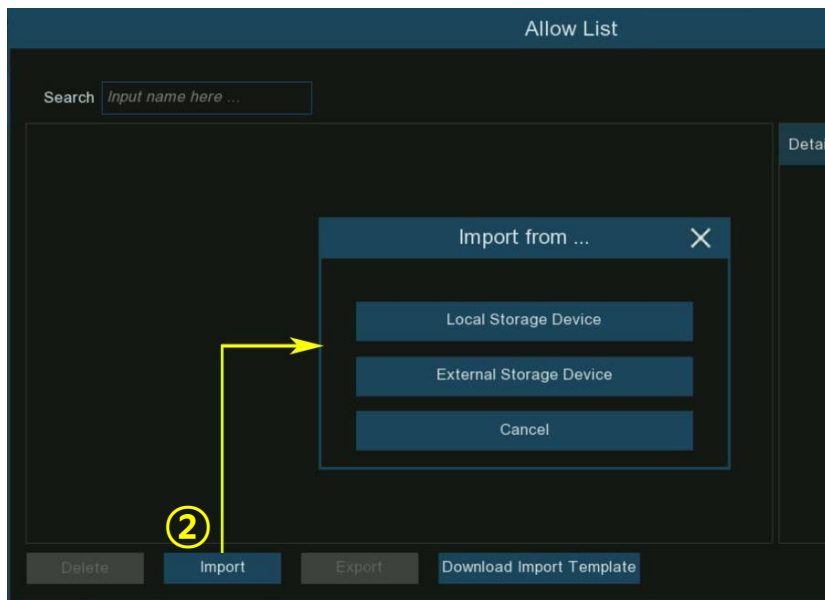 Allow List
Search Input name here ...
Detai
Import from ...
Local Storage Device
External Storage Device
Cancel
②
Delete Import Export Download Import Template